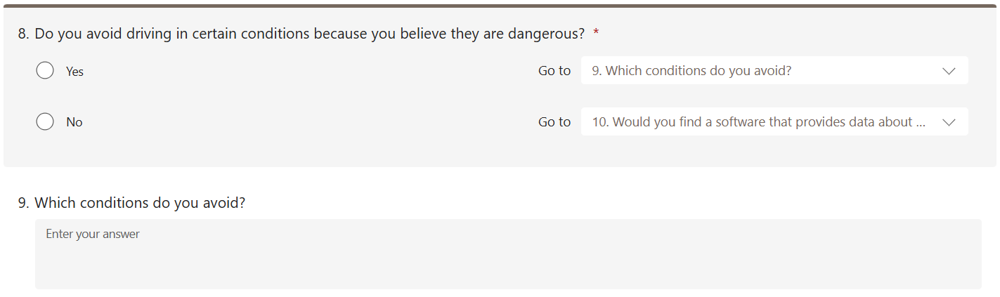 8. Do you avoid driving in certain conditions because you believe they are dangerous? *
Yes
Go to
9. Which conditions do you avoid?
No
Go to
10. Would you find a software that provides data about ...
9. Which conditions do you avoid?
Enter your answer